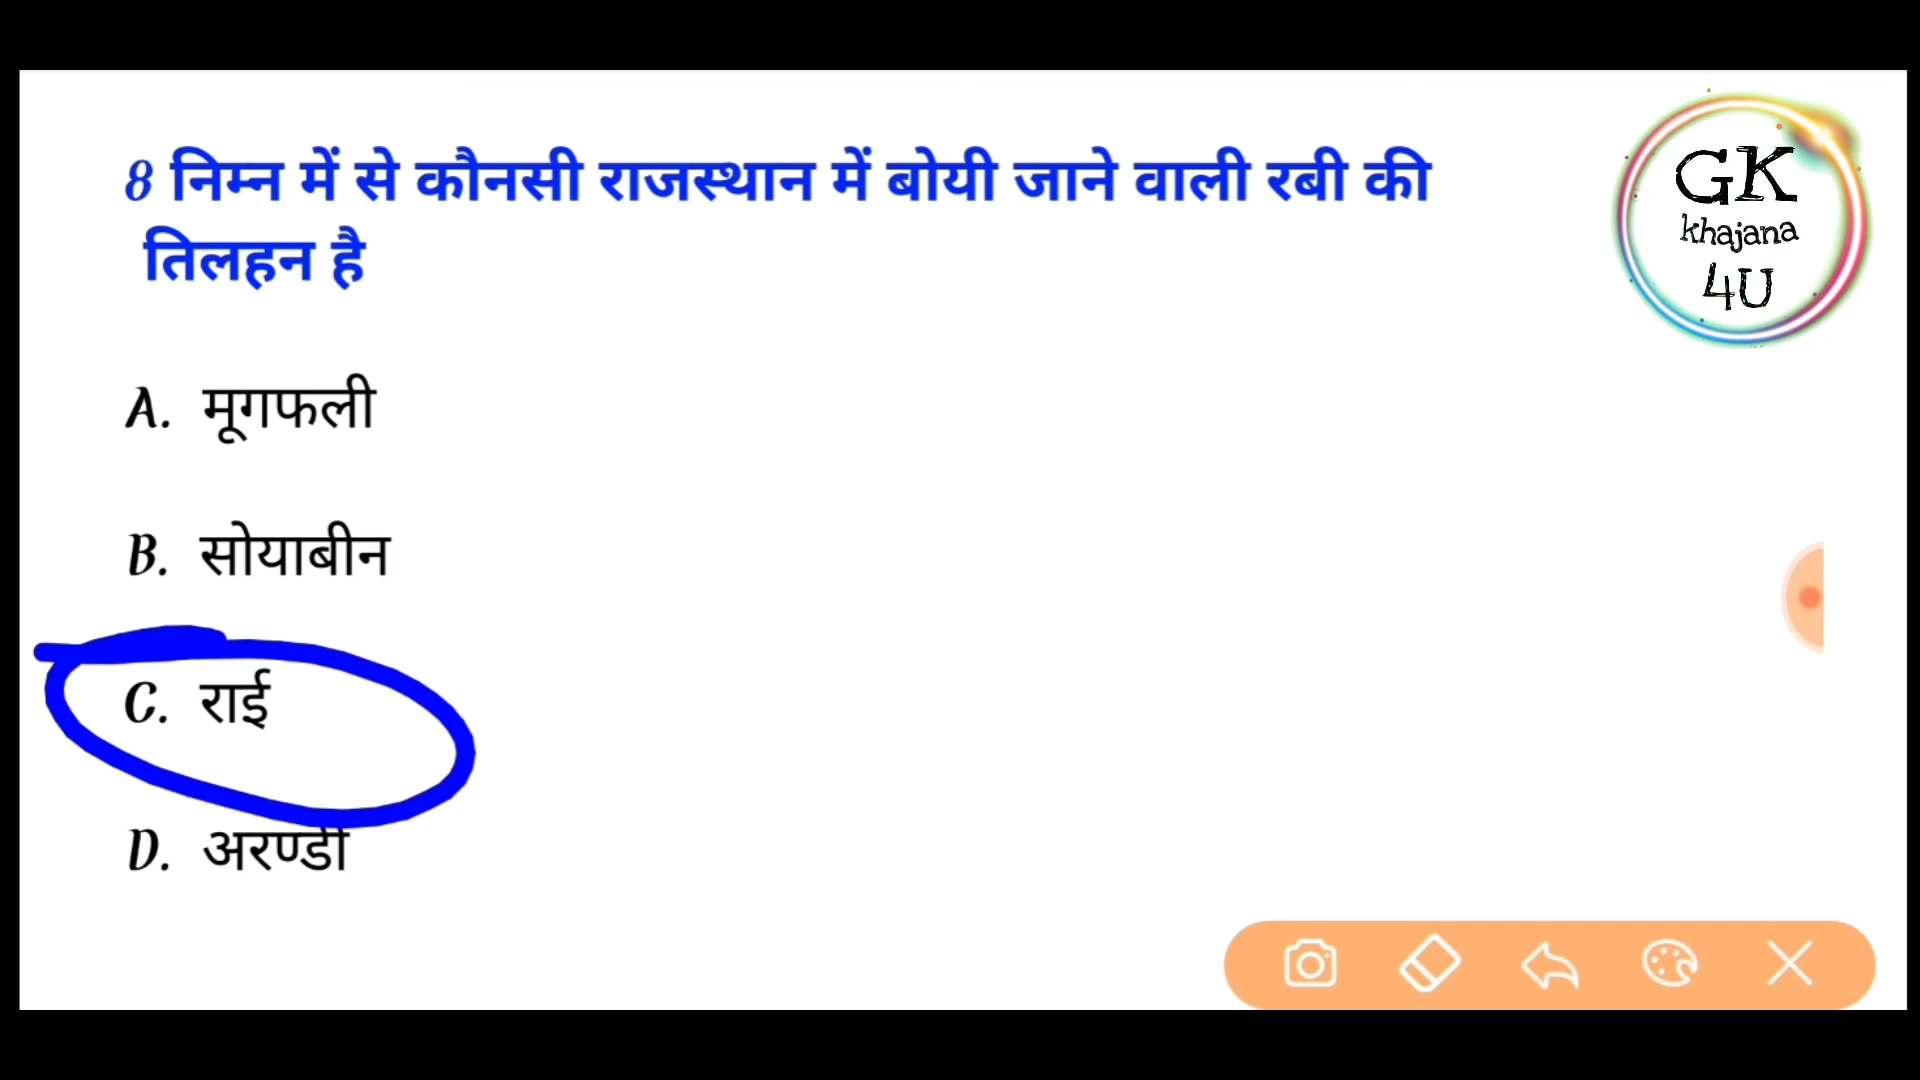 8 निम्न में से कौनसी राजस्थान में बोयी जाने वाली रबी की
तिलहन है
GK
khajana
4U
A. मूगफली
B. सोयाबीन
C. राई
D. अरण्डी